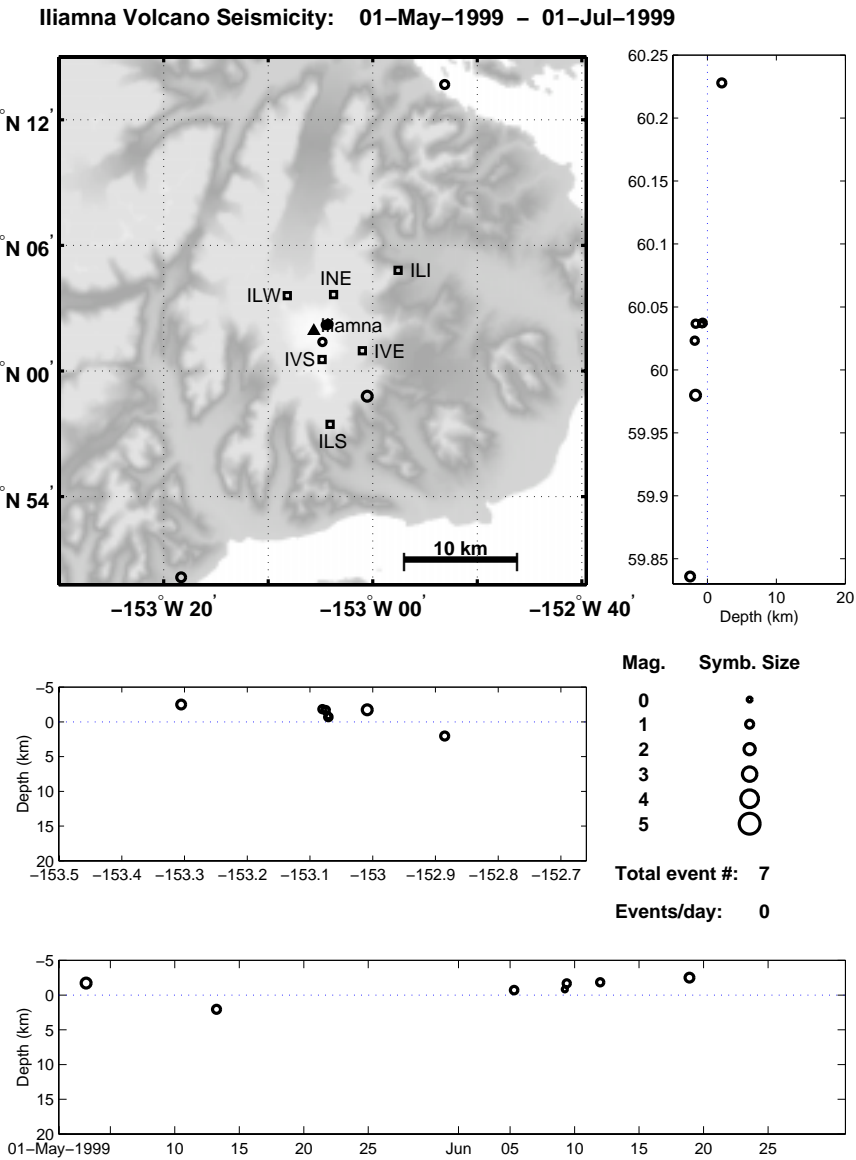 Iliamna Volcano Seismicity: 01−May−1999 − 01−Jul−1999
°N 12'
°N 06'
°N 00'
°N 54'
ILI
INE
ILW
Iliamna
IVS
IVE
ILS
10 km
−153°W 20'
−153°W 00'
−152°W 40'
60.25
60.2
60.15
60.1
60.05
60
59.95
59.9
59.85
0 10 20
Depth (km)
Mag. Symb. Size
0
1
2
3
4
5
Total event #: 7
Events/day: 0
−5
0
5
10
15
20
Depth (km)
−153.5 −153.4 −153.3 −153.2 −153.1 −153 −152.9 −152.8 −152.7
−5
0
5
10
15
20
Depth (km)
01−May−1999 10 15 20 25 Jun 05 10 15 20 25